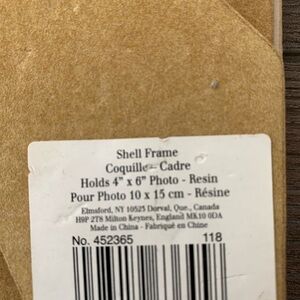 Shell Frame
Coquille - Cadre
Holds 4" x 6" Photo - Resin
Pour Photo 10 x 15 cm - Résine
Elmsford, NY 10523 Dorval, Que., Canada
H9P 2T8 Milton Keynes, England MK10 0DA
Made in China - Fabriqué en Chine
No. 452365 118